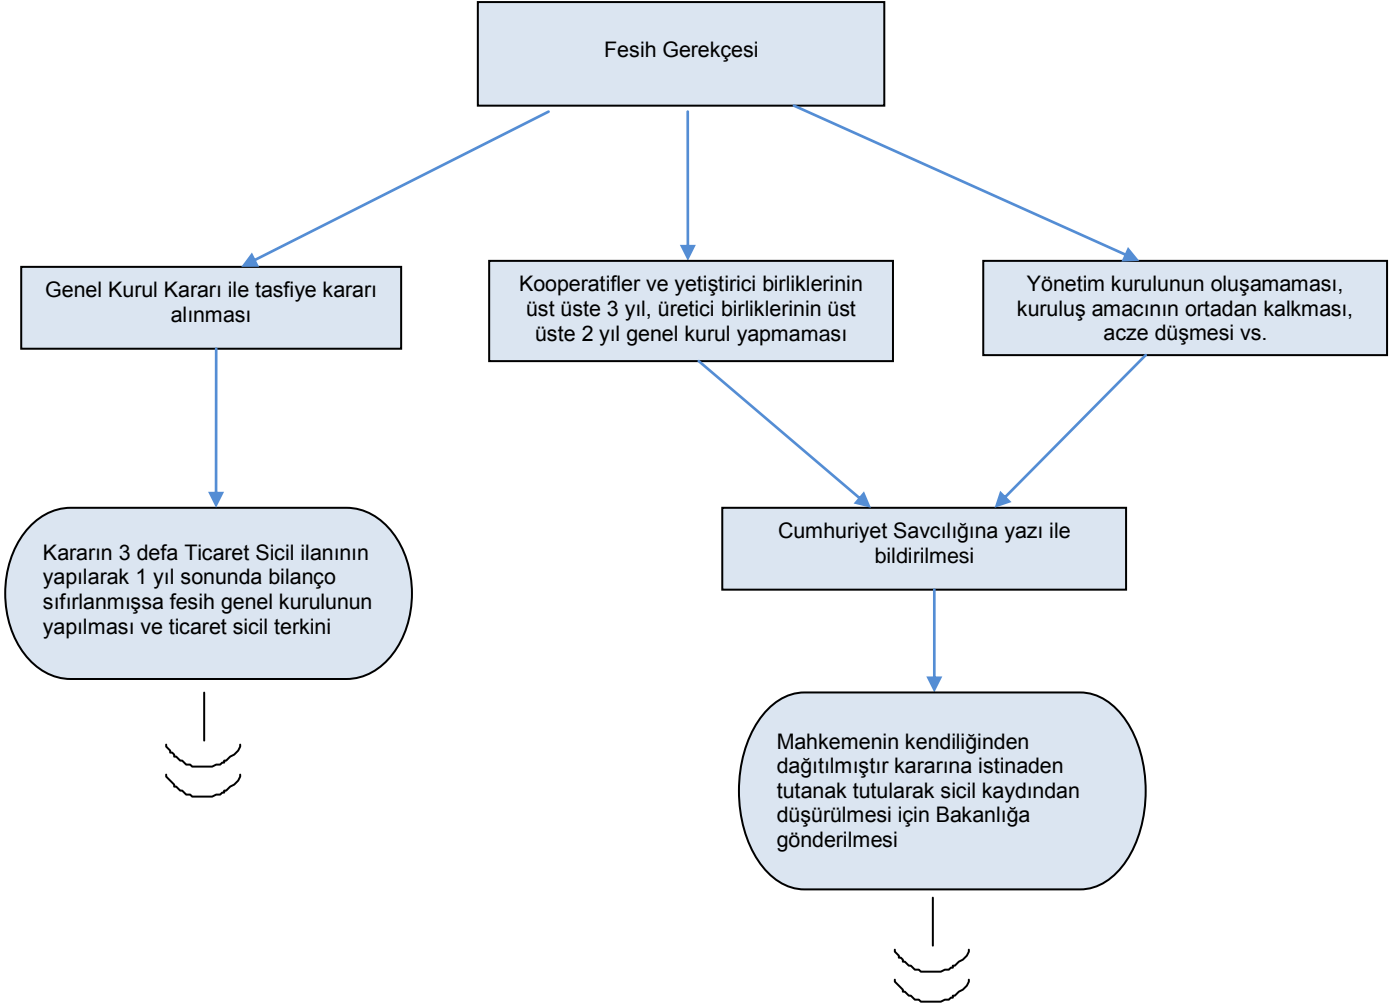 Fesih Gerekçesi
Genel Kurul Kararı ile tasfiye kararı
alınması
Kooperatifler ve yetiştirici birliklerinin
üst üste 3 yıl, üretici birliklerinin üst
üste 2 yıl genel kurul yapmaması
Yönetim kurulunun oluşamaması,
kuruluş amacının ortadan kalkması,
acze düşmesi vs.
Kararın 3 defa Ticaret Sicil ilanının
yapılarak 1 yıl sonunda bilanço
sıfırlanmışsa fesih genel kurulunun
yapılması ve ticaret sicil terkini
Cumhuriyet Savcılığına yazı ile
bildirilmesi
Mahkemenin kendiliğinden
dağıtılmıştır kararına istinaden
tutanak tutularak sicil kaydından
düşürülmesi için Bakanlığa
gönderilmesi